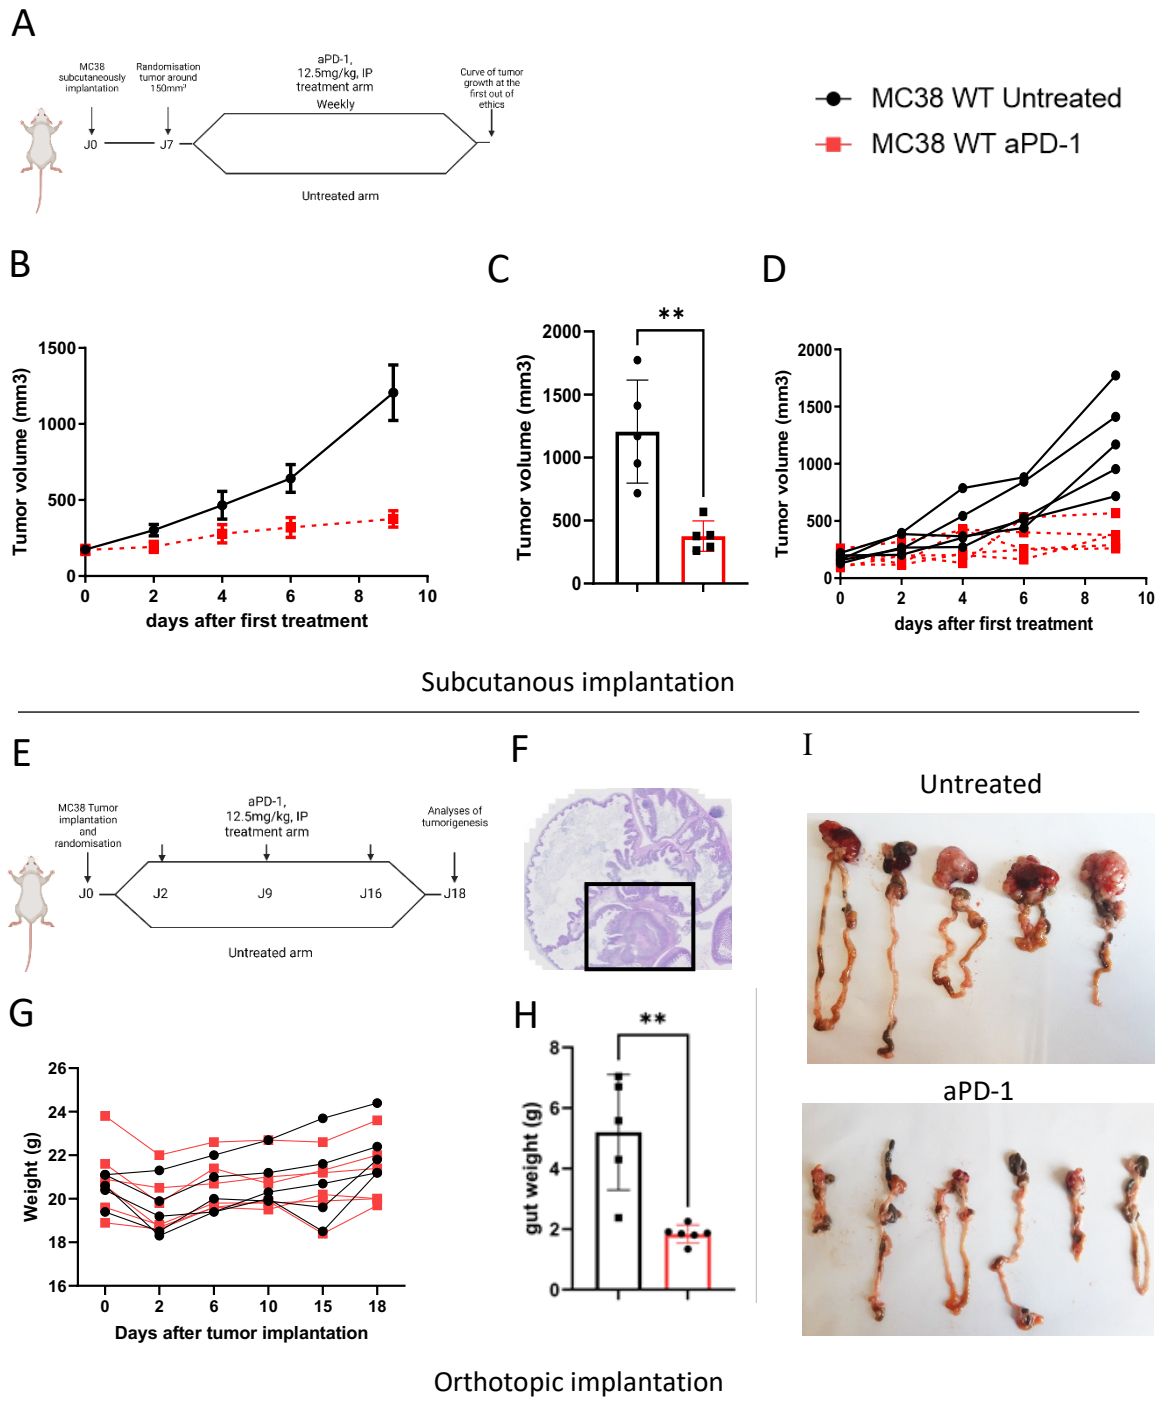 A
MC38
subcutaneously
implantation
Randomisation
tumor around
150mm³
aPD-1,
12.5mg/kg, IP
treatment arm
Weekly
Curve of tumor
growth at the
first out of
ethics
J0
J7
Untreated arm
MC38 WT Untreated
MC38 WT aPD-1
B
Tumor volume (mm3)
1500
1000
500
0
0 2 4 6 8 10
days after first treatment
C
**
Tumor volume (mm3)
2000
1500
1000
500
0
D
Tumor volume (mm3)
2000
1500
1000
500
0
0 2 4 6 8 10
days after first treatment
Subcutanous implantation
E
MC38 Tumor
implantation
and
randomisation
aPD-1,
12.5mg/kg, IP
treatment arm
Analyses of
tumorigenesis
J0
J2
J9
J16
J18
Untreated arm
F
G
Weight (g)
26
24
22
20
18
16
0 2 6 10 15 18
Days after tumor implantation
H
**
gut weight (g)
8
6
4
2
0
I
Untreated
aPD-1
Orthotopic implantation